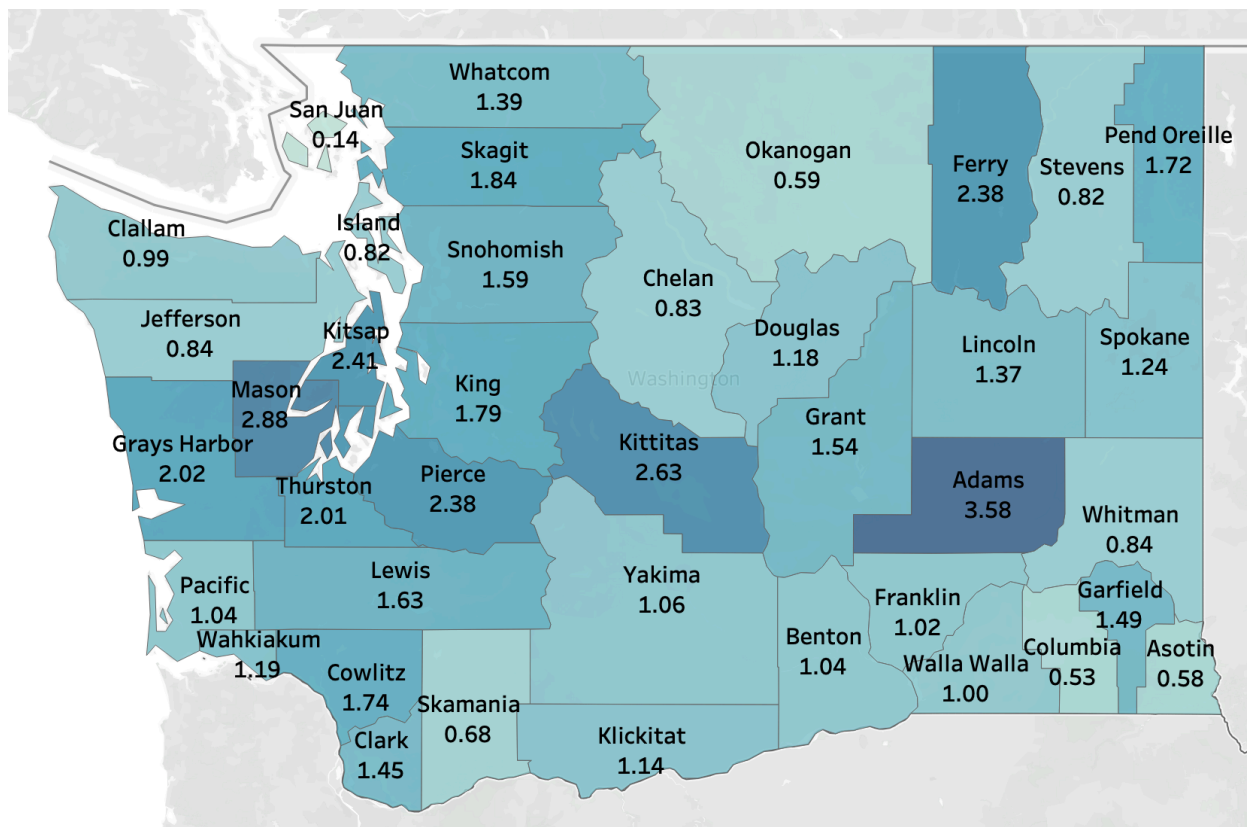 Whatcom
1.39
San Juan
0.14
Skagit
1.84
Okanogan
0.59
Ferry
2.38
Stevens
0.82
Pend Oreille
1.72
Clallam
0.99
Island
0.82
Snohomish
1.59
Chelan
0.83
Jefferson
0.84
Kitsap
2.41
Douglas
1.18
Lincoln
1.37
Spokane
1.24
Washington
Mason
2.88
King
1.79
Grant
1.54
Grays Harbor
2.02
Kittitas
2.63
Thurston
2.01
Pierce
2.38
Adams
3.58
Whitman
0.84
Pacific
1.04
Lewis
1.63
Yakima
1.06
Franklin
1.02
Garfield
1.49
Wahkiakum
1.19
Benton
1.04
Walla Walla
1.00
Columbia
0.53
Asotin
0.58
Cowlitz
1.74
Skamania
0.68
Clark
1.45
Klickitat
1.14